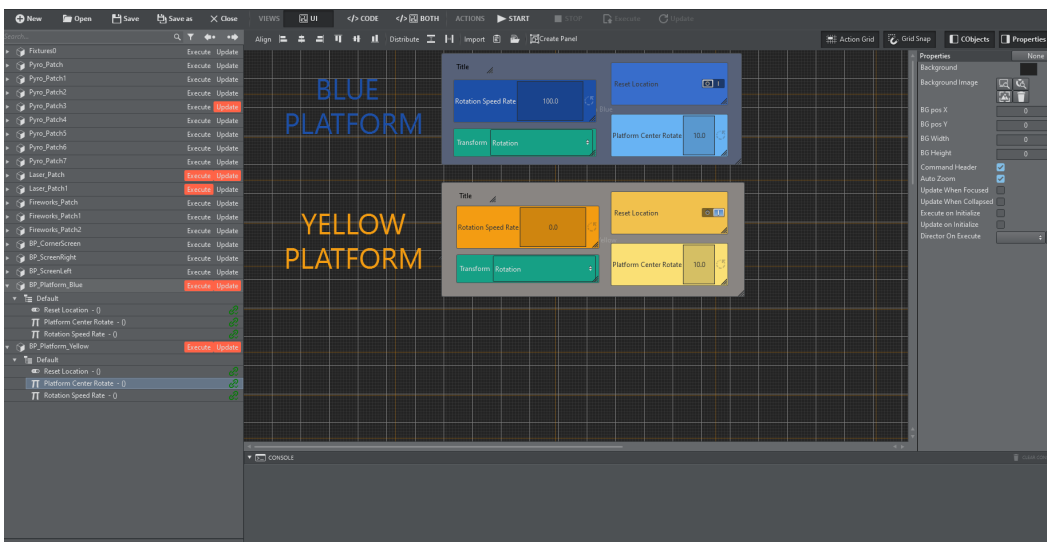 New Open Save Save as Close VIEWS UI </> CODE </> BOTH ACTIONS START STOP Execute Update
Search... Align Distribute Import Create Panel Action Grid Grid Snap CObjects Properties
Fixtures0 Execute Update
Pyro_Patch Execute Update
Pyro_Patch1 Execute Update
Pyro_Patch2 Execute Update
Pyro_Patch3 Execute Update
Pyro_Patch4 Execute Update
Pyro_Patch5 Execute Update
Pyro_Patch6 Execute Update
Pyro_Patch7 Execute Update
Laser_Patch Execute Update
Laser_Patch1 Execute Update
Fireworks_Patch Execute Update
Fireworks_Patch1 Execute Update
Fireworks_Patch2 Execute Update
BP_CornerScreen Execute Update
BP_ScreenRight Execute Update
BP_ScreenLeft Execute Update
BP_Platform_Blue Execute Update
Default
Reset Location - ()
Platform Center Rotate - ()
Rotation Speed Rate - ()
BP_Platform_Yellow Execute Update
Default
Reset Location - ()
Platform Center Rotate - ()
Rotation Speed Rate - ()
BLUE
PLATFORM
Title
Rotation Speed Rate 100.0
Reset Location
Blue
Transform Rotation
Platform Center Rotate 10.0
YELLOW
PLATFORM
Title
Rotation Speed Rate 0.0
Reset Location
Transform Rotation
Platform Center Rotate 10.0
CONSOLE
Properties None
Background
Background Image
BG pos X 0
BG pos Y 0
BG Width 0
BG Height 0
Command Header
Auto Zoom
Update When Focused
Update When Collapsed
Execute on Initialize
Update on Initialize
Director On Execute